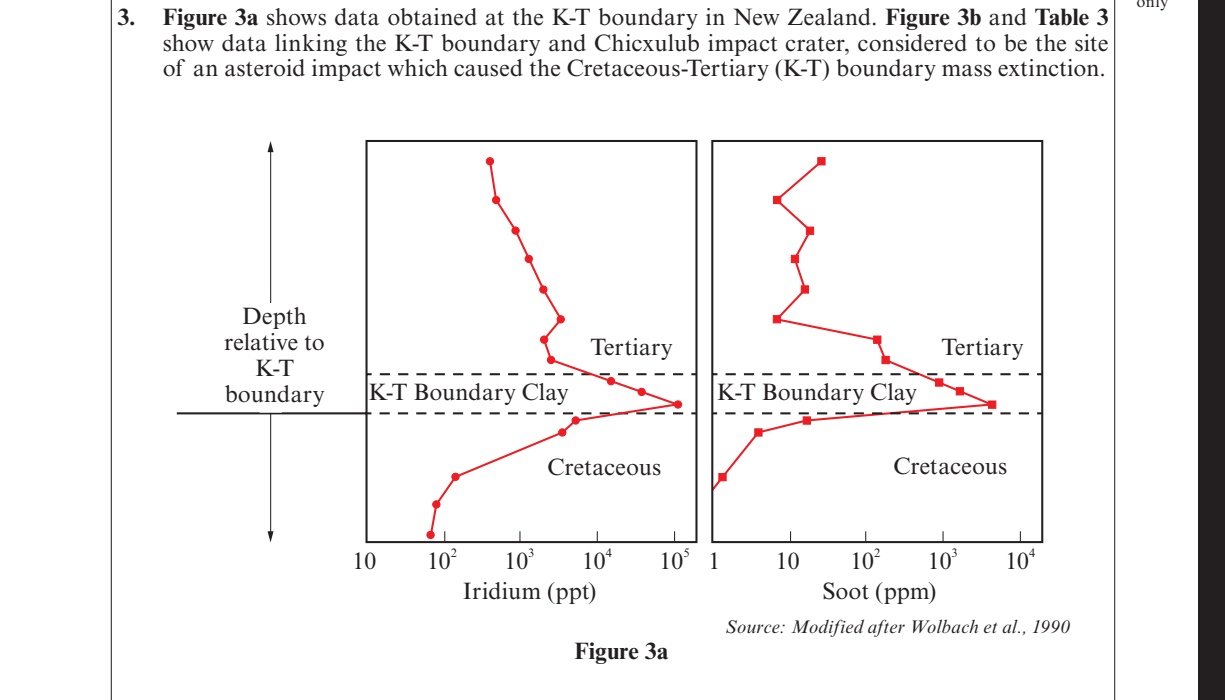 only
3. Figure 3a shows data obtained at the K-T boundary in New Zealand. Figure 3b and Table 3
show data linking the K-T boundary and Chicxulub impact crater, considered to be the site
of an asteroid impact which caused the Cretaceous-Tertiary (K-T) boundary mass extinction.
Depth
relative to
K-T
boundary
Tertiary
K-T Boundary Clay
Cretaceous
10 10² 10³ 10⁴ 10⁵
Iridium (ppt)
Tertiary
K-T Boundary Clay
Cretaceous
1 10 10² 10³ 10⁴
Soot (ppm)
Source: Modified after Wolbach et al., 1990
Figure 3a